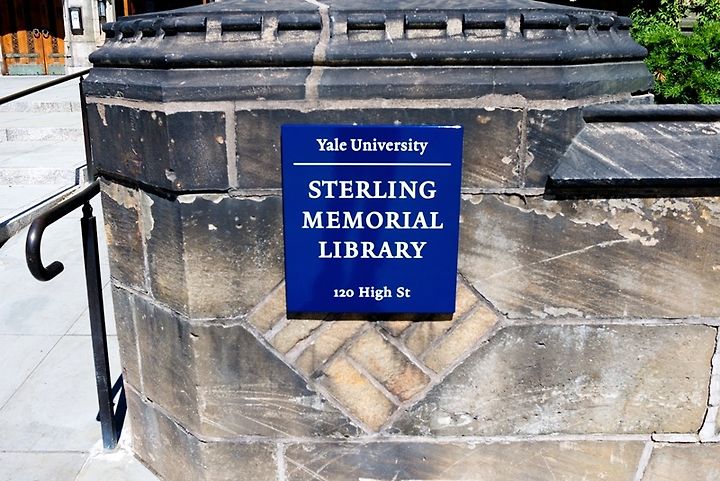 Yale University
STERLING
MEMORIAL
LIBRARY
120 High St